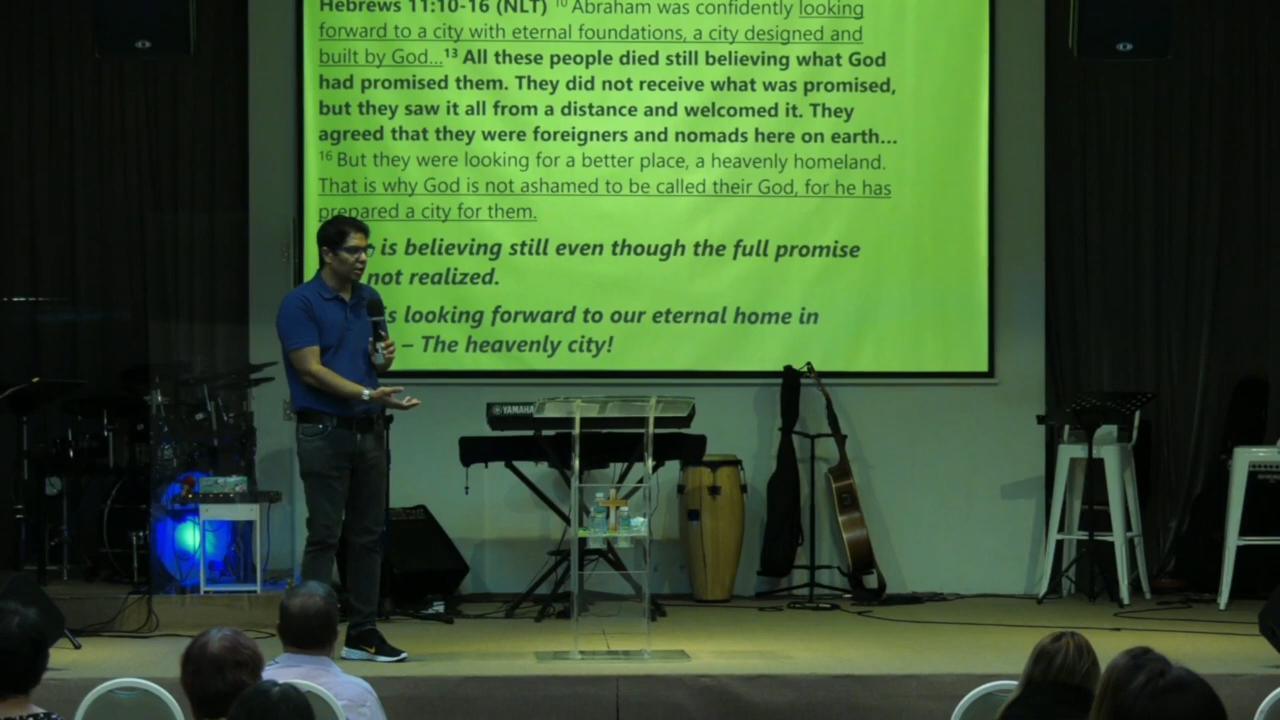 Hebrews 11:10-16 (NLT) 10 Abraham was confidently looking
forward to a city with eternal foundations, a city designed and
built by God...13 All these people died still believing what God
had promised them. They did not receive what was promised,
but they saw it all from a distance and welcomed it. They
agreed that they were foreigners and nomads here on earth...
16 But they were looking for a better place, a heavenly homeland.
That is why God is not ashamed to be called their God, for he has
prepared a city for them.
is believing still even though the full promise
not realized.
is looking forward to our eternal home in
– The heavenly city!
YAMAHA